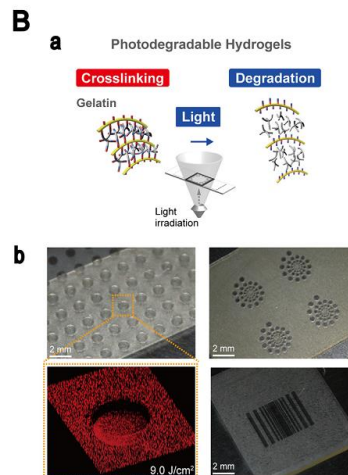 B
a
Photodegradable Hydrogels
Crosslinking
Degradation
Gelatin
Light
Light
irradiation
b
2 mm
2 mm
9.0 J/cm²
2 mm